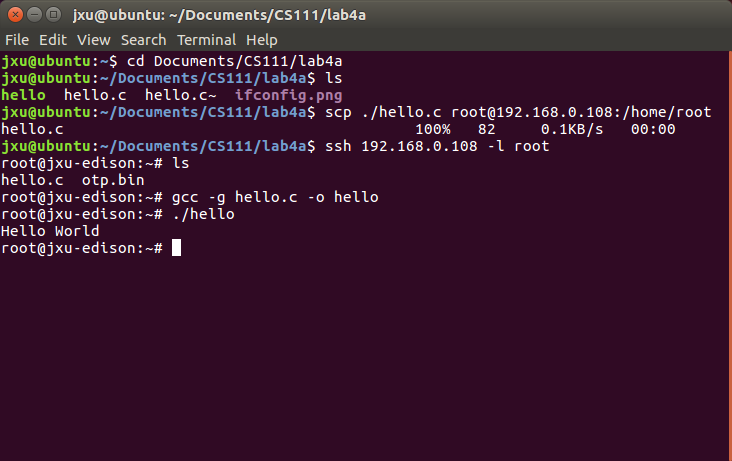 jxu@ubuntu: ~/Documents/CS111/lab4a
File Edit View Search Terminal Help
jxu@ubuntu:~$ cd Documents/CS111/lab4a
jxu@ubuntu:~/Documents/CS111/lab4a$ ls
hello  hello.c  hello.c~  ifconfig.png
jxu@ubuntu:~/Documents/CS111/lab4a$ scp ./hello.c root@192.168.0.108:/home/root
hello.c                                       100%   82     0.1KB/s   00:00
jxu@ubuntu:~/Documents/CS111/lab4a$ ssh 192.168.0.108 -l root
root@jxu-edison:~# ls
hello.c  otp.bin
root@jxu-edison:~# gcc -g hello.c -o hello
root@jxu-edison:~# ./hello
Hello World
root@jxu-edison:~#